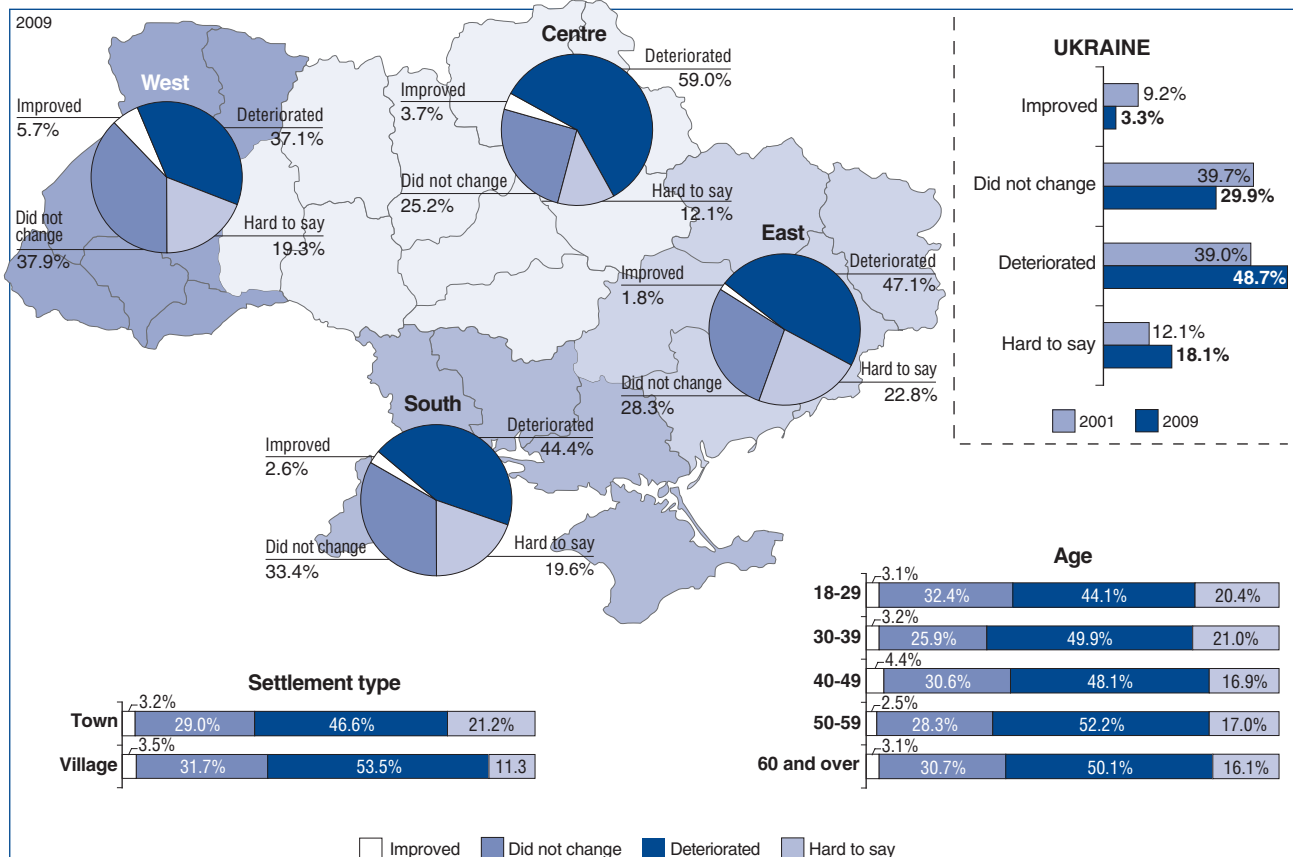 2009
West
Improved
5.7%
Deteriorated
37.1%
Did not
change
37.9%
Hard to say
19.3%
Centre
Improved
3.7%
Deteriorated
59.0%
Did not change
25.2%
Hard to say
12.1%
East
Improved
1.8%
Deteriorated
47.1%
Did not change
28.3%
Hard to say
22.8%
South
Improved
2.6%
Deteriorated
44.4%
Did not change
33.4%
Hard to say
19.6%
UKRAINE
Improved
9.2%
3.3%
Did not change
39.7%
29.9%
Deteriorated
39.0%
48.7%
Hard to say
12.1%
18.1%
2001 2009
Settlement type
Town 3.2% 29.0% 46.6% 21.2%
Village 3.5% 31.7% 53.5% 11.3
Age
18-29 3.1% 32.4% 44.1% 20.4%
30-39 3.2% 25.9% 49.9% 21.0%
40-49 4.4% 30.6% 48.1% 16.9%
50-59 2.5% 28.3% 52.2% 17.0%
60 and over 3.1% 30.7% 50.1% 16.1%
Improved Did not change Deteriorated Hard to say